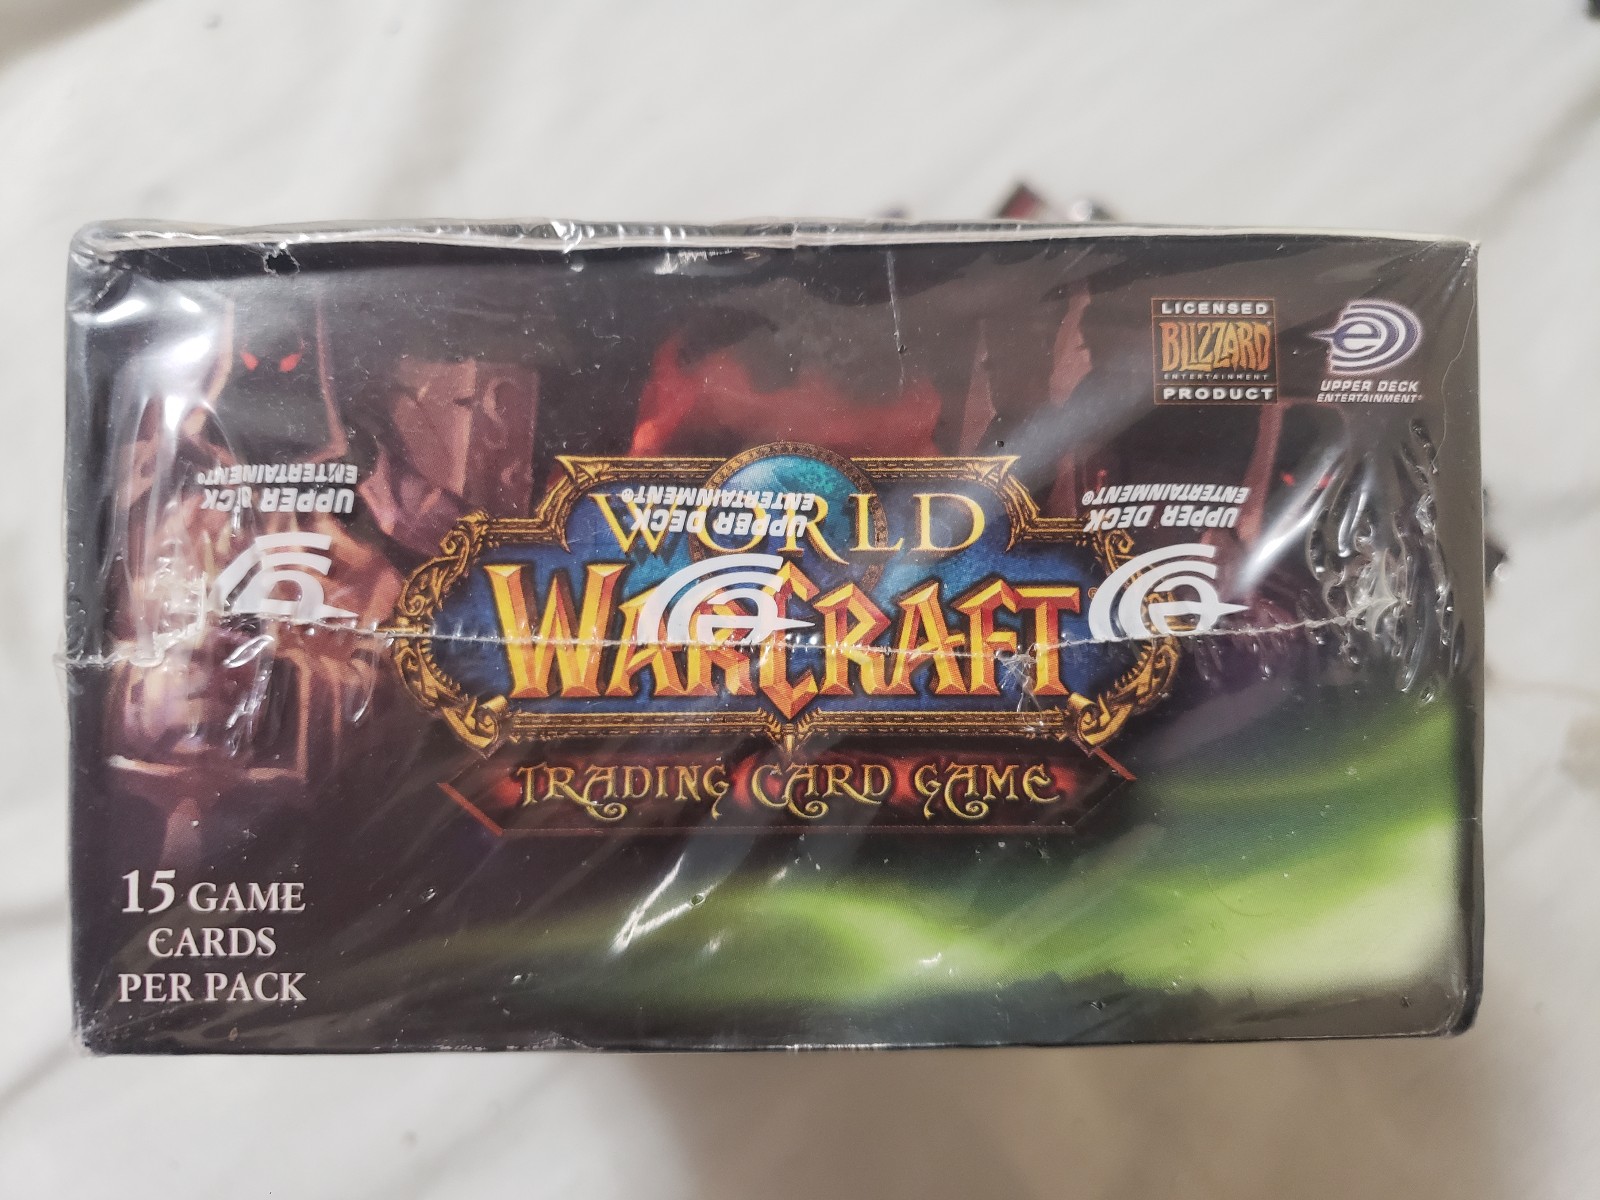 LICENSED
BLIZZARD
ENTERTAINMENT
PRODUCT
UPPER DECK
ENTERTAINMENT®
UPPER DECK
ENTERTAINMENT®
UPPER DECK
ENTERTAINMENT®
UPPER DECK
ENTERTAINMENT®
WORLD
WARCRAFT
TRADING CARD GAME
15 GAME
CARDS
PER PACK